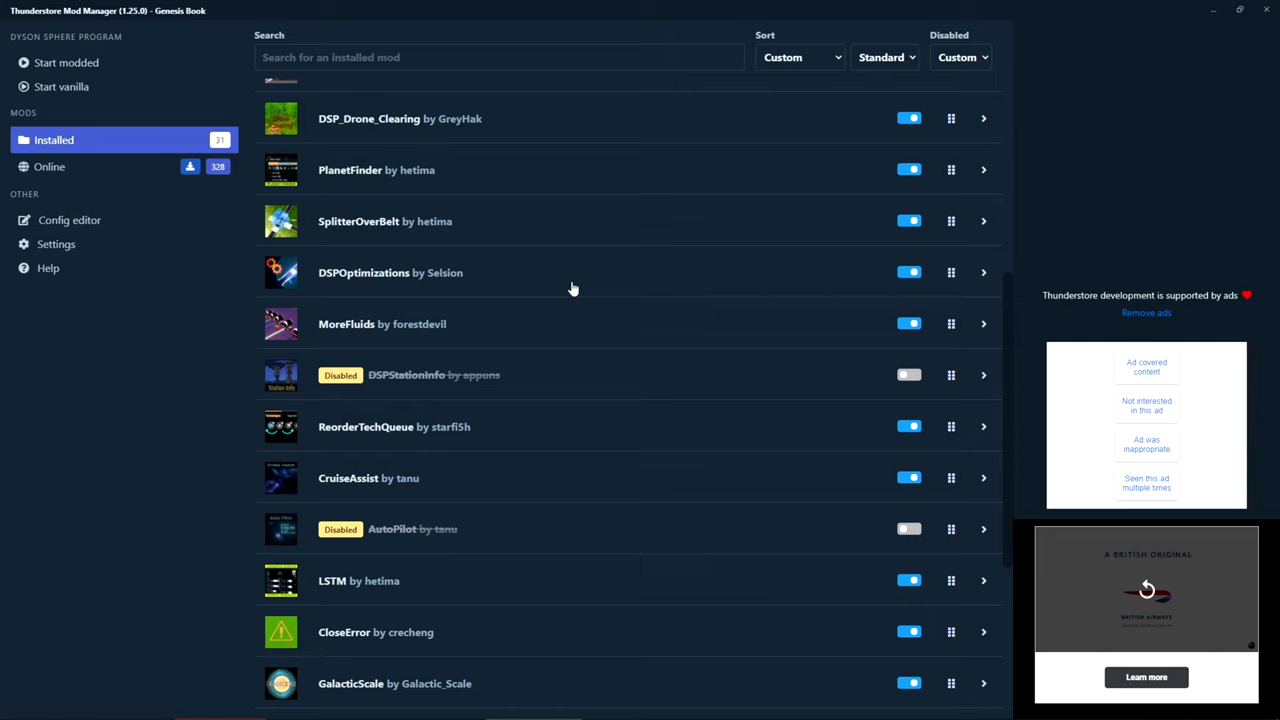 Thunderstore Mod Manager (1.25.0) - Genesis Book
DYSON SPHERE PROGRAM
Start modded
Start vanilla
MODS
Installed 31
Online 328
OTHER
Config editor
Settings
Help
Search
Search for an installed mod
Sort
Custom
Standard
Disabled
Custom
DSP_Drone_Clearing by GreyHak
PlanetFinder by hetima
SplitterOverBelt by hetima
DSPOptimizations by Selsion
MoreFluids by forestdevil
Disabled DSPStationInfo by appuns
ReorderTechQueue by starfi5h
CruiseAssist by tanu
Disabled AutoPilot by tanu
LSTM by hetima
CloseError by crecheng
GalacticScale by Galactic_Scale
Thunderstore development is supported by ads
Remove ads
Ad covered
content
Not interested
in this ad
Ad was
inappropriate
Seen this ad
multiple times
A BRITISH ORIGINAL
BRITISH AIRWAYS
Learn more